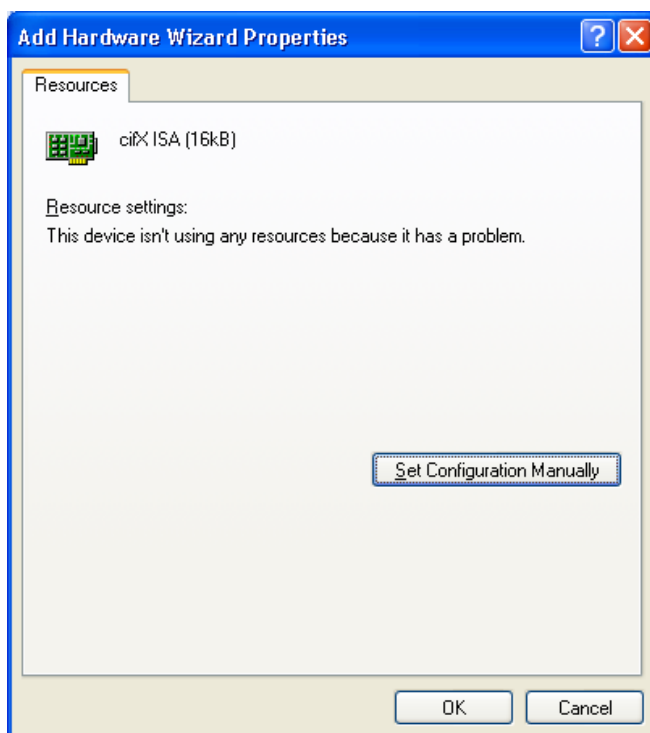 Add Hardware Wizard Properties
Resources
cifX ISA (16kB)
Resource settings:
This device isn't using any resources because it has a problem.
Set Configuration Manually
OK
Cancel